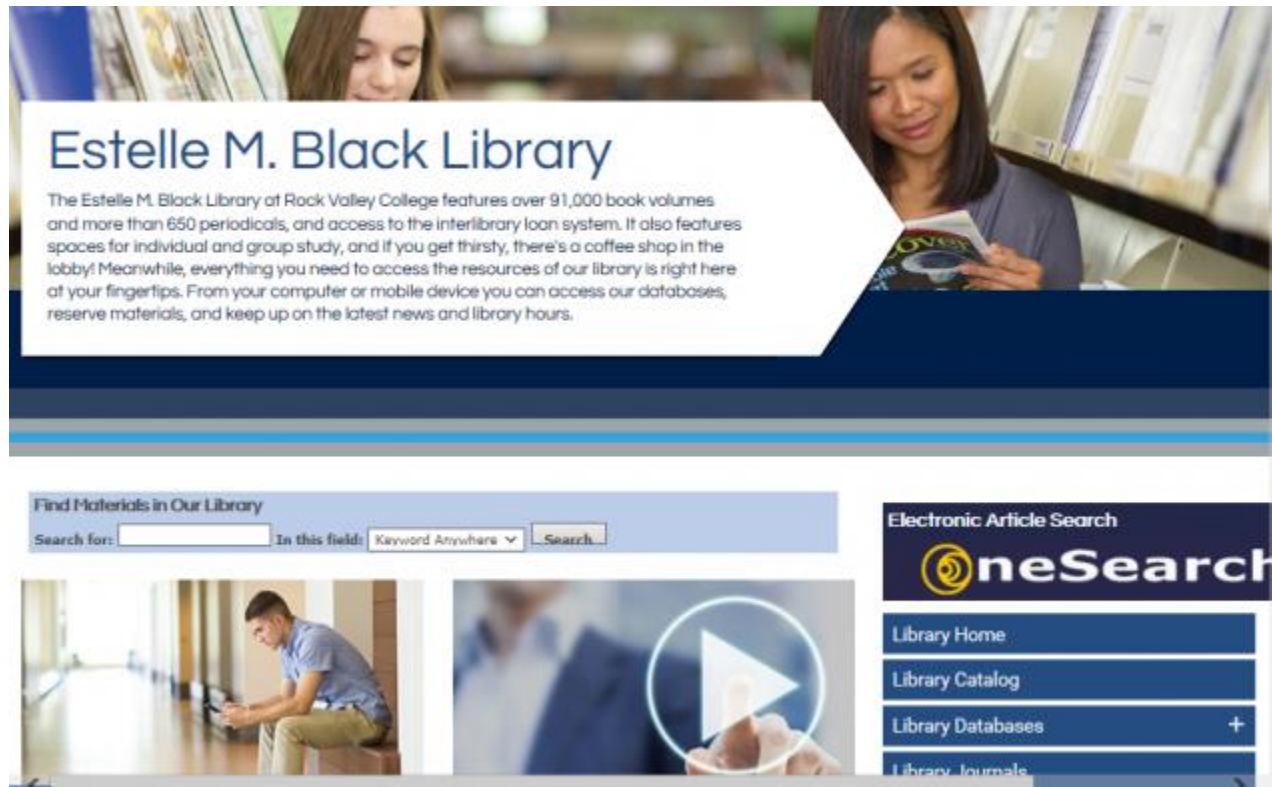 Estelle M. Black Library
The Estelle M. Black Library at Rock Valley College features over 91,000 book volumes
and more than 650 periodicals, and access to the interlibrary loan system. It also features
spaces for individual and group study, and if you get thirsty, there's a coffee shop in the
lobby! Meanwhile, everything you need to access the resources of our library is right here
at your fingertips. From your computer or mobile device you can access our databases,
reserve materials, and keep up on the latest news and library hours.
Find Materials in Our Library
Search for: In this field: Keyword Anywhere Search
Electronic Article Search
OneSearch
Library Home
Library Catalog
Library Databases +
Library Journals